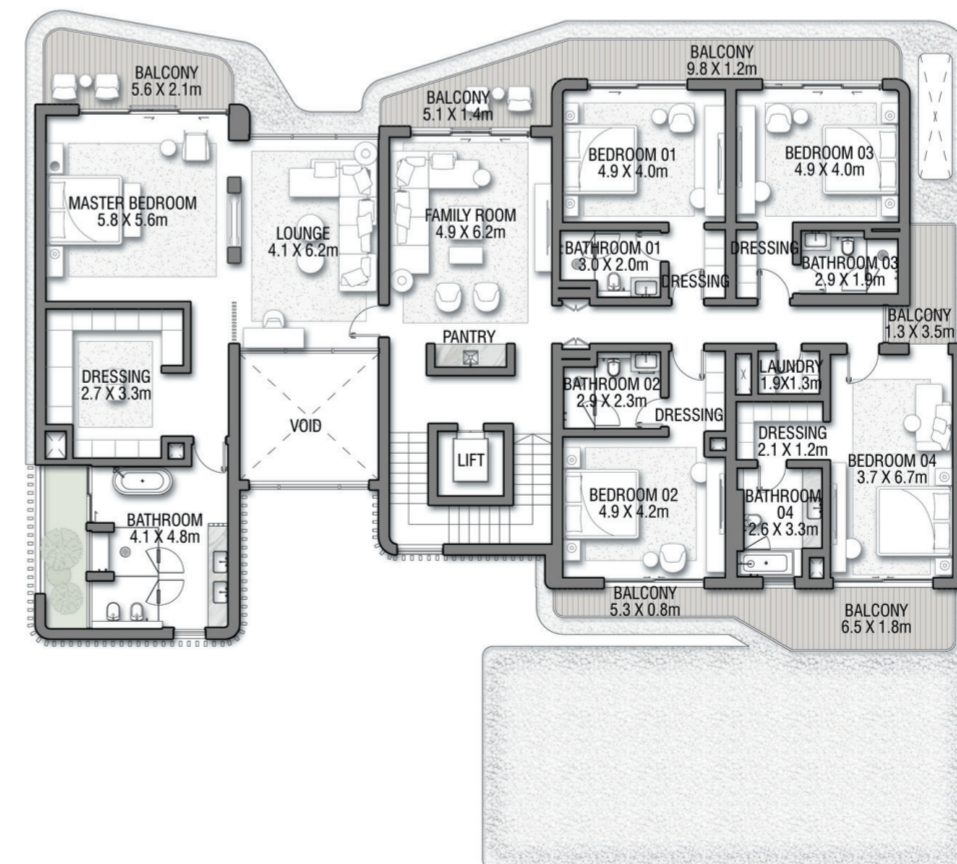 BALCONY
5.6 X 2.1m
BALCONY
5.1 X 1.4m
BALCONY
9.8 X 1.2m
MASTER BEDROOM
5.8 X 5.6m
LOUNGE
4.1 X 6.2m
FAMILY ROOM
4.9 X 6.2m
BEDROOM 01
4.9 X 4.0m
BEDROOM 03
4.9 X 4.0m
BATHROOM 01
3.0 X 2.0m
DRESSING
DRESSING
BATHROOM 03
2.9 X 1.9m
BALCONY
1.3 X 3.5m
PANTRY
DRESSING
2.7 X 3.3m
VOID
LIFT
BATHROOM 02
2.9 X 2.3m
DRESSING
LAUNDRY
1.9X1.3m
DRESSING
2.1 X 1.2m
BEDROOM 04
3.7 X 6.7m
BEDROOM 02
4.9 X 4.2m
BATHROOM
04
2.6 X 3.3m
BATHROOM
4.1 X 4.8m
BALCONY
5.3 X 0.8m
BALCONY
6.5 X 1.8m